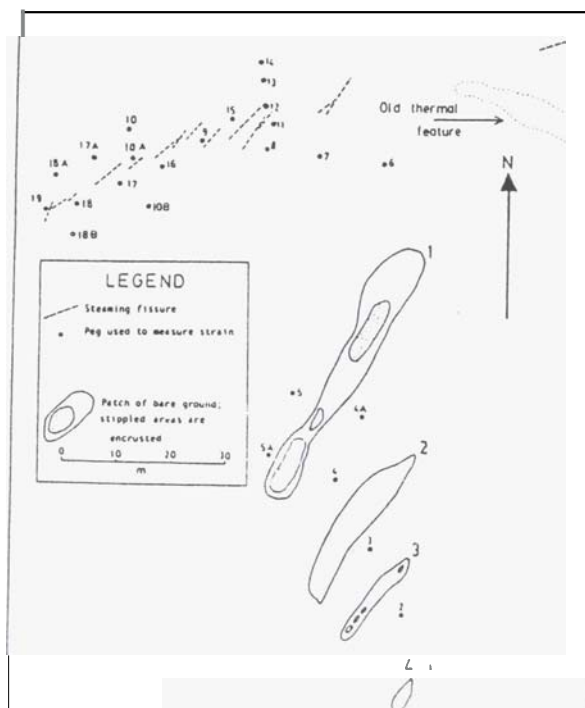 14
13
12
15
11
10
9
8
Old thermal
feature
17A
10A
16
7
6
18A
17
N
19
18
10B
18B
1
LEGEND
Steaming fissure
Peg used to measure strain
Patch of bare ground;
stippled areas are
encrusted
0 10 20 30
m
5
4A
5A
2
4
3
3
2